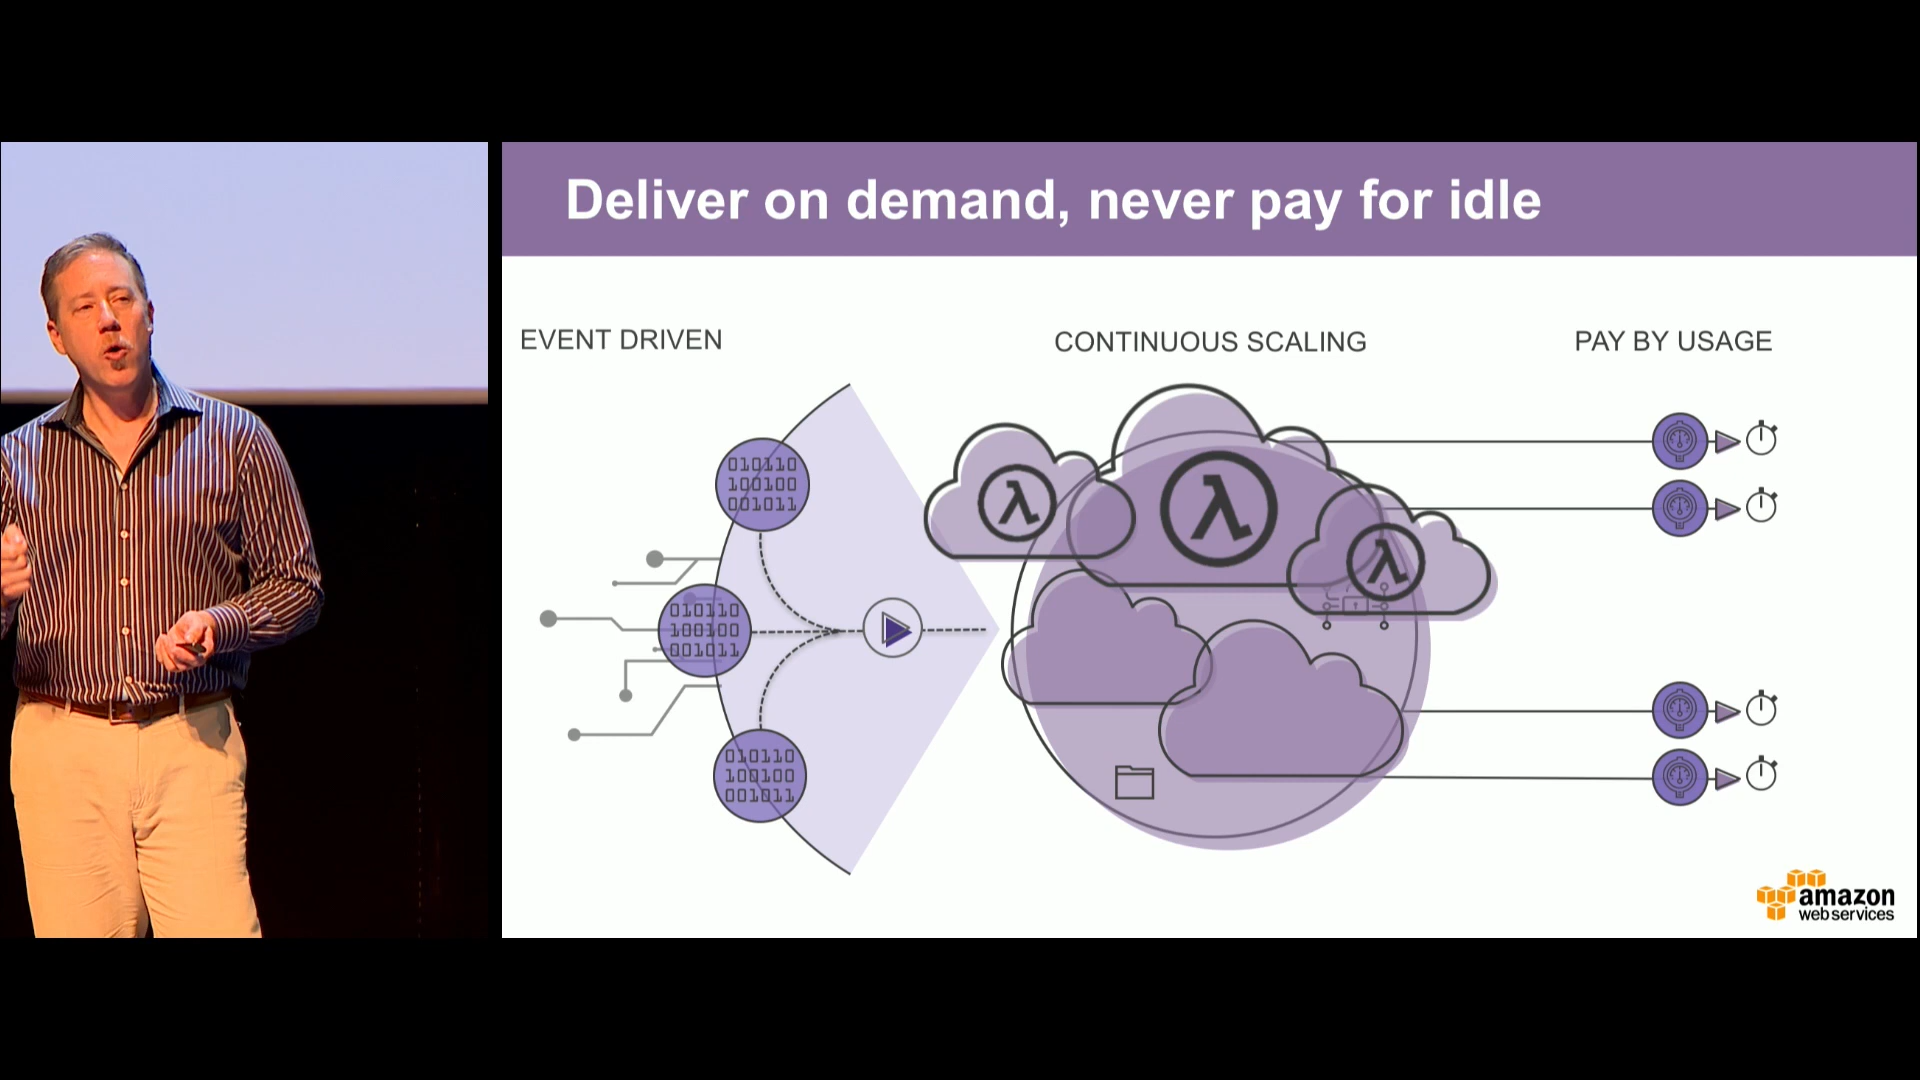 Deliver on demand, never pay for idle
EVENT DRIVEN
CONTINUOUS SCALING
PAY BY USAGE
010110
100100
001011
010110
100100
001011
010110
100100
001011
λ
λ
λ
amazon
web services